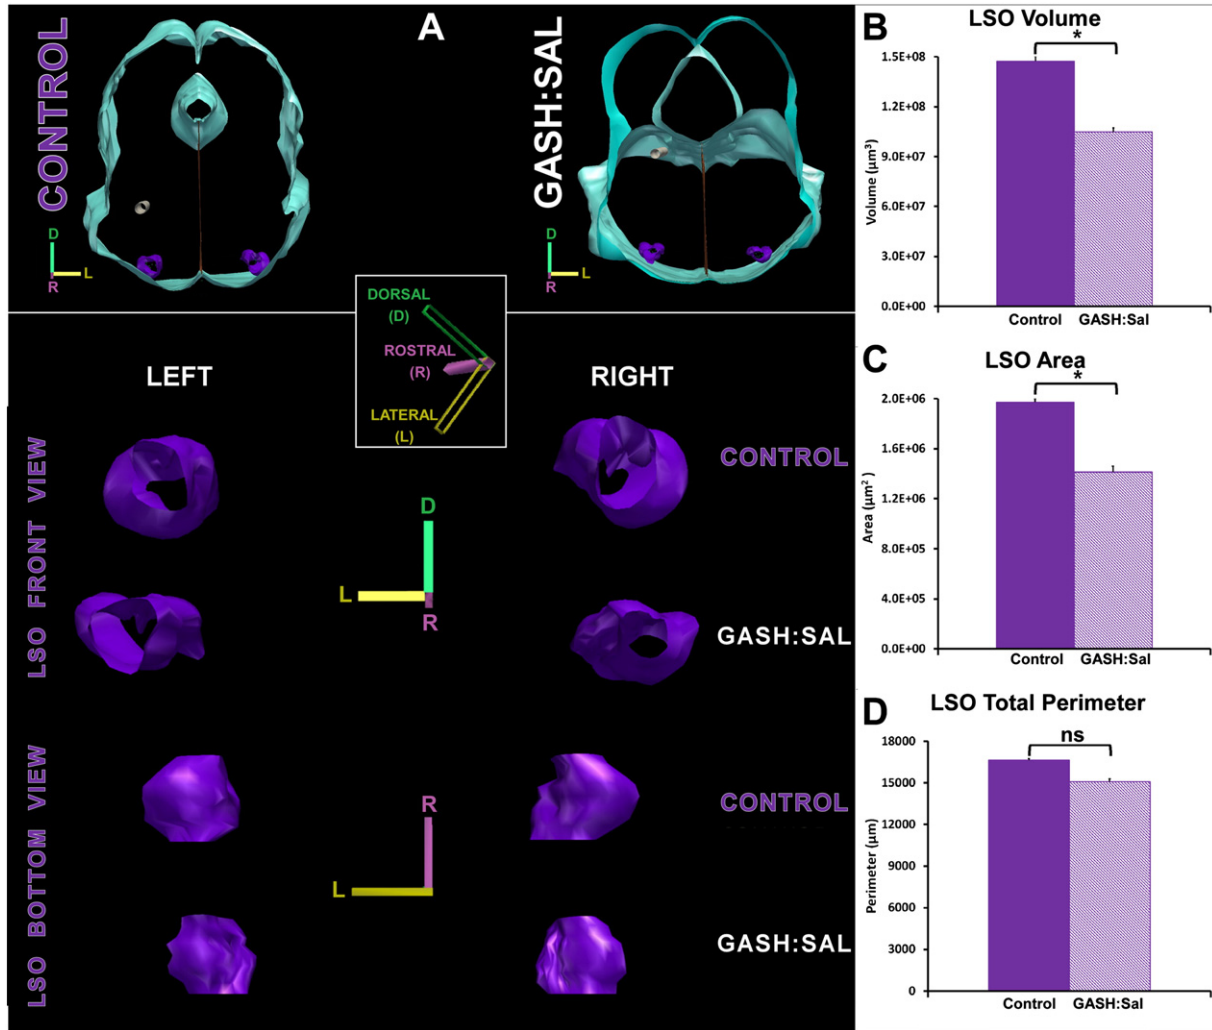 A
CONTROL
D
L
R
GASH:SAL
D
L
R
DORSAL
(D)
ROSTRAL
(R)
LATERAL
(L)
LEFT
RIGHT
LSO FRONT VIEW
CONTROL
D
L
R
GASH:SAL
LSO BOTTOM VIEW
CONTROL
R
L
GASH:SAL
B
LSO Volume
*
1.5E+08
1.2E+08
9.0E+07
6.0E+07
3.0E+07
0.0E+00
Volume (µm³)
Control GASH:Sal
C
LSO Area
*
2.0E+06
1.6E+06
1.2E+06
8.0E+05
4.0E+05
0.0E+00
Area (µm²)
Control GASH:Sal
D
LSO Total Perimeter
ns
18000
15000
12000
9000
6000
3000
0
Perimeter (µm)
Control GASH:Sal